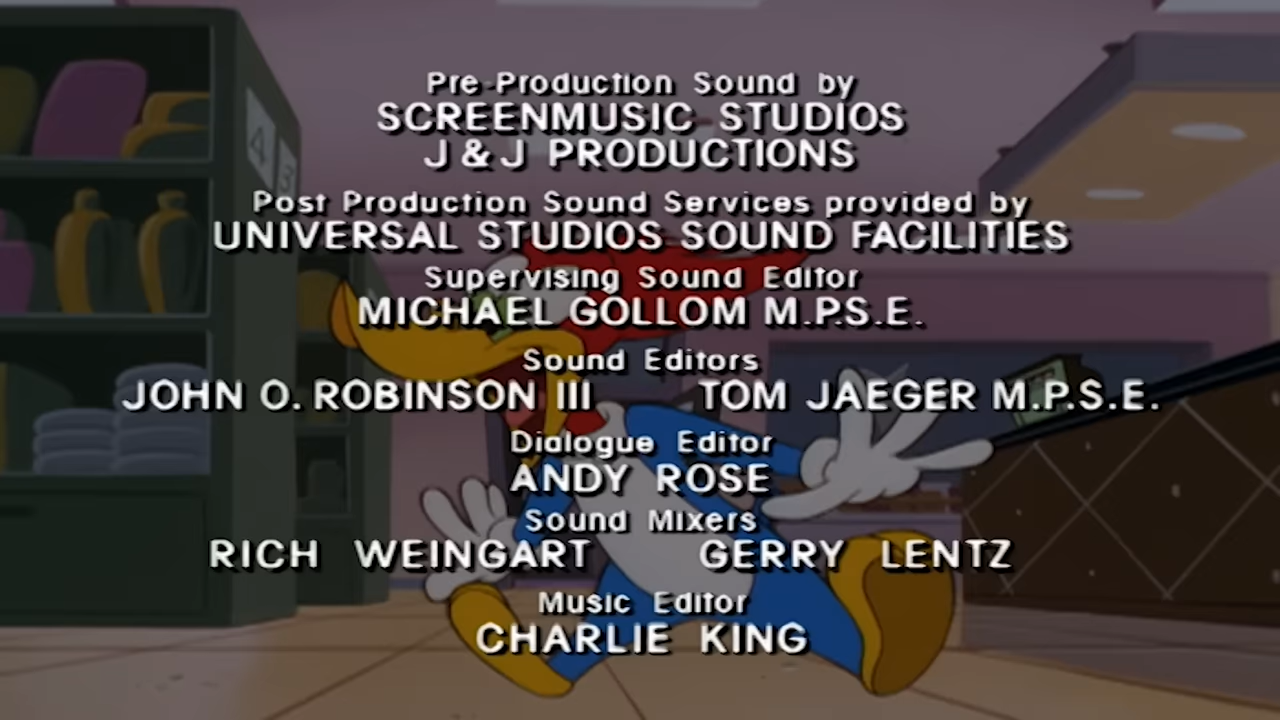 Pre-Production Sound by
SCREENMUSIC STUDIOS
J & J PRODUCTIONS
Post Production Sound Services provided by
UNIVERSAL STUDIOS SOUND FACILITIES
Supervising Sound Editor
MICHAEL GOLLOM M.P.S.E.
Sound Editors
JOHN O. ROBINSON III TOM JAEGER M.P.S.E.
Dialogue Editor
ANDY ROSE
Sound Mixers
RICH WEINGART GERRY LENTZ
Music Editor
CHARLIE KING
4 3